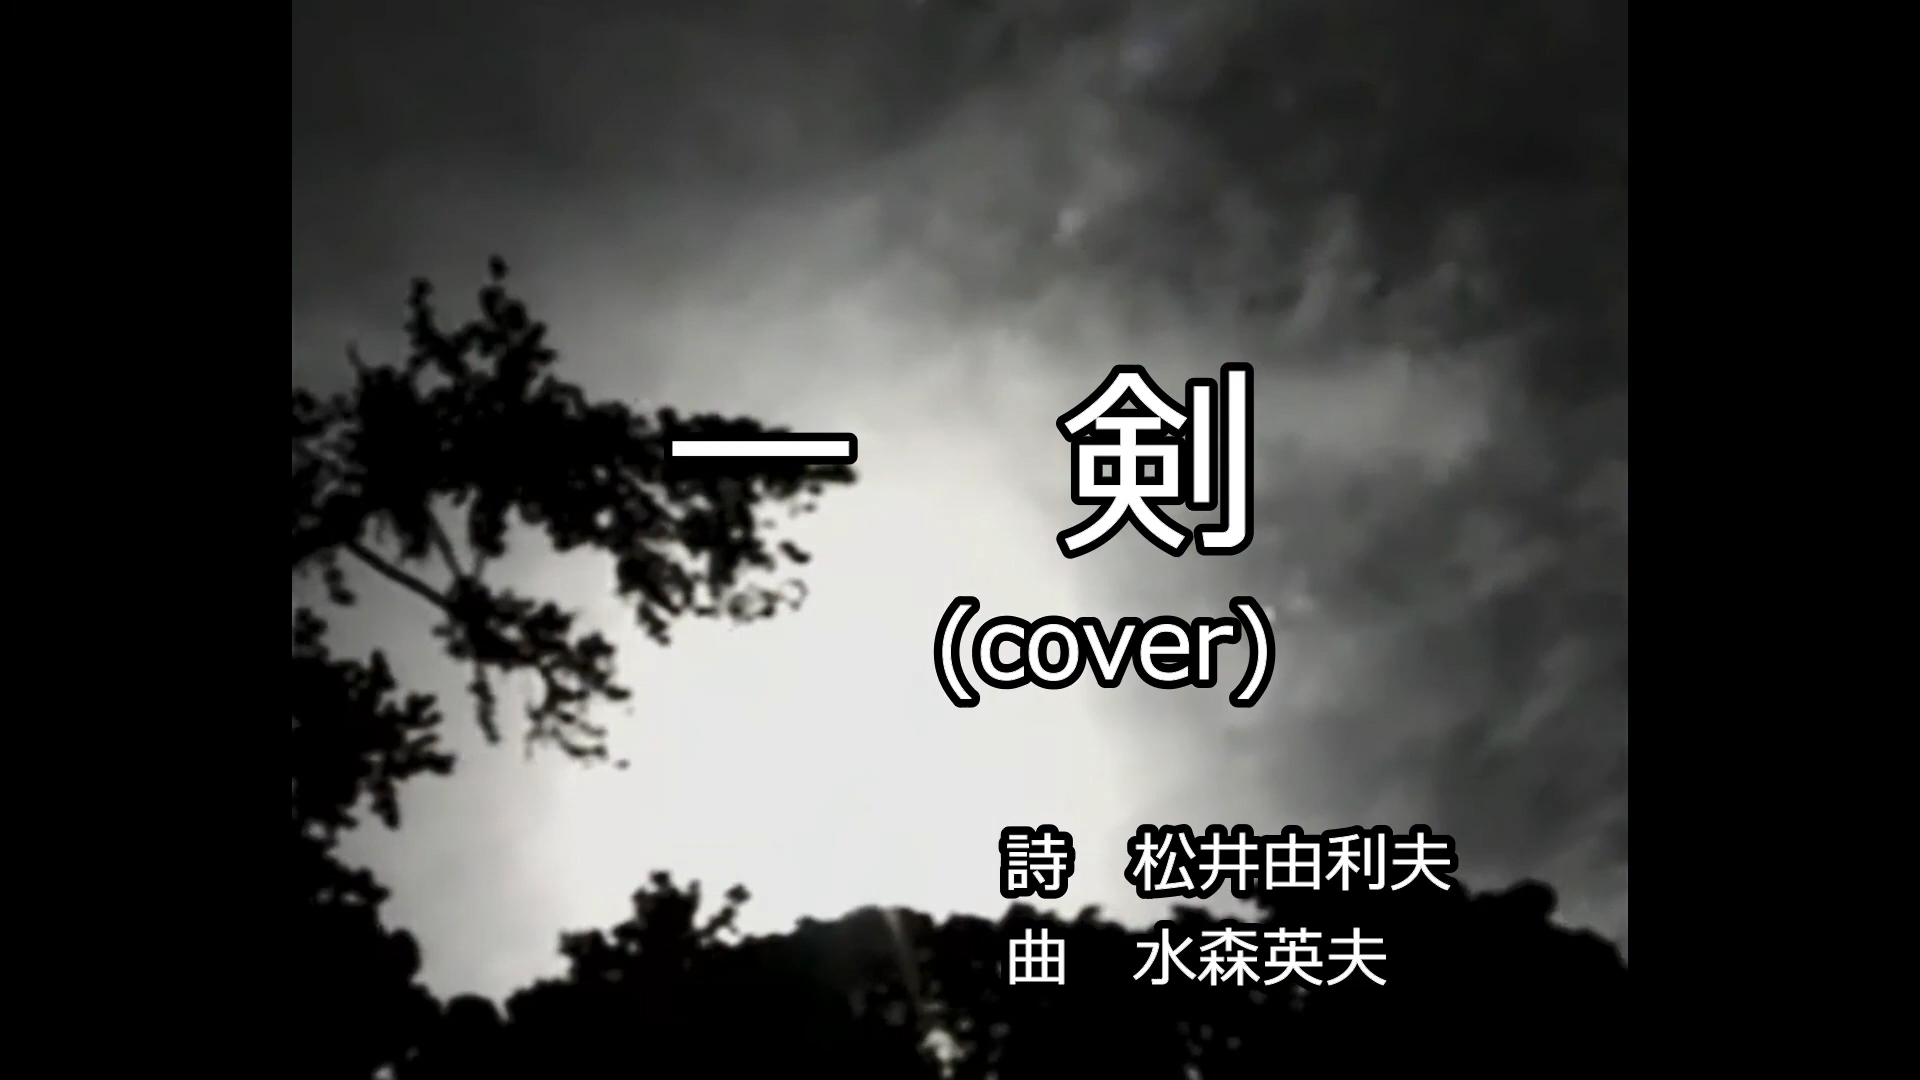 一　剣
(cover)
詩　松井由利夫
曲　水森英夫